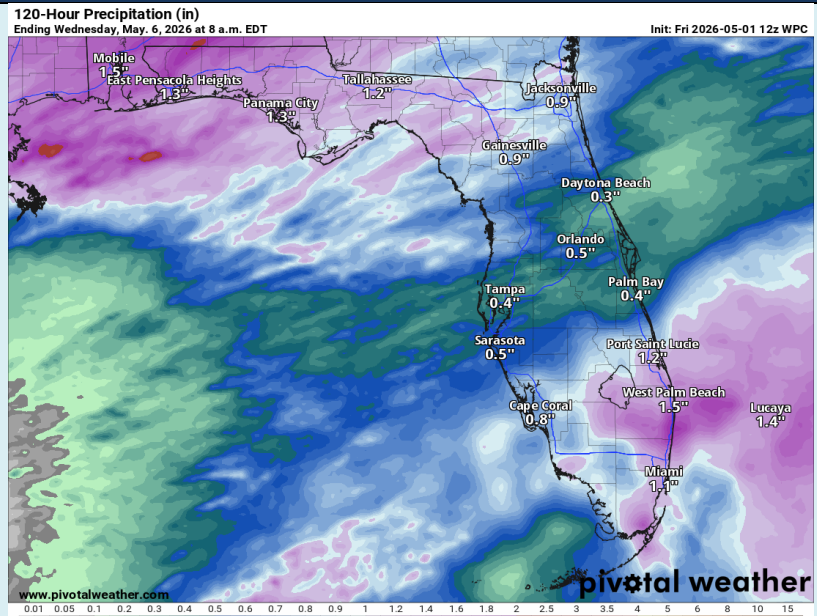 120-Hour Precipitation (in)
Ending Wednesday, May. 6, 2026 at 8 a.m. EDT
Init: Fri 2026-05-01 12z WPC
Mobile
1.5"
East Pensacola Heights
1.3"
Panama City
1.3"
Tallahassee
1.2"
Jacksonville
0.9"
Gainesville
0.9"
Daytona Beach
0.3"
Orlando
0.5"
Tampa
0.4"
Palm Bay
0.4"
Sarasota
0.5"
Port Saint Lucie
1.2"
West Palm Beach
1.5"
Cape Coral
0.8"
Lucaya
1.4"
Miami
1.1"
www.pivotalweather.com
pivotal weather
0.01 0.05 0.1 0.2 0.3 0.4 0.5 0.6 0.7 0.8 0.9 1 1.2 1.4 1.6 1.8 2 2.5 3 3.5 4 5 6 7 8 10 15